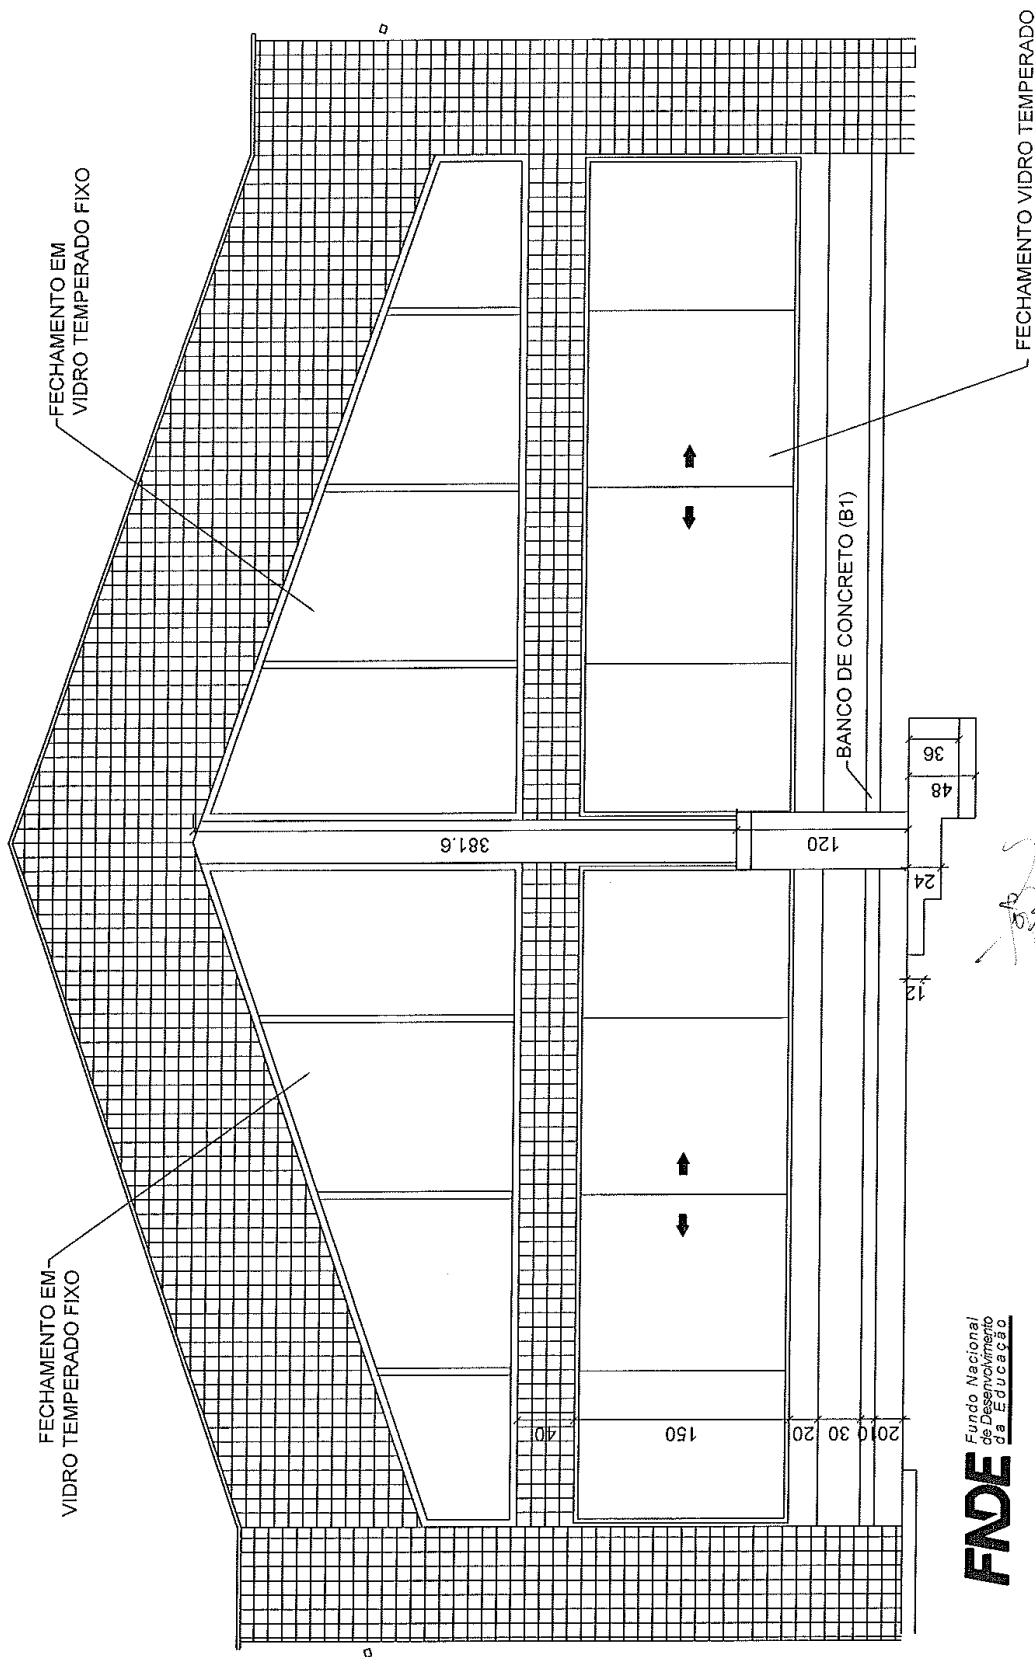 FECHAMENTO EM
VIDRO TEMPERADO FIXO
FECHAMENTO EM
VIDRO TEMPERADO FIXO
381.6
120
40
150
20
30
10
20
BANCO DE CONCRETO (B1)
36
48
24
12
FECHAMENTO VIDRO TEMPERADO
FNDE
Fundo Nacional
de Desenvolvimento
da Educação